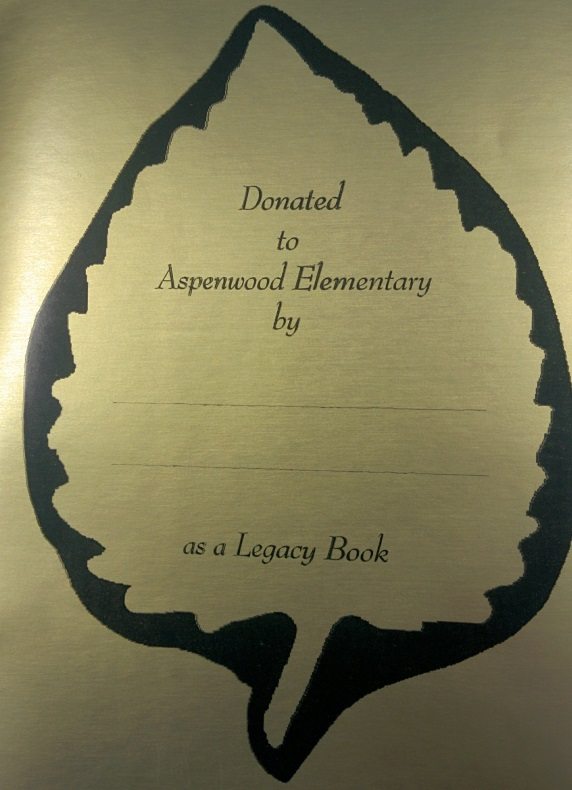 Donated
to
Aspenwood Elementary
by
as a Legacy Book